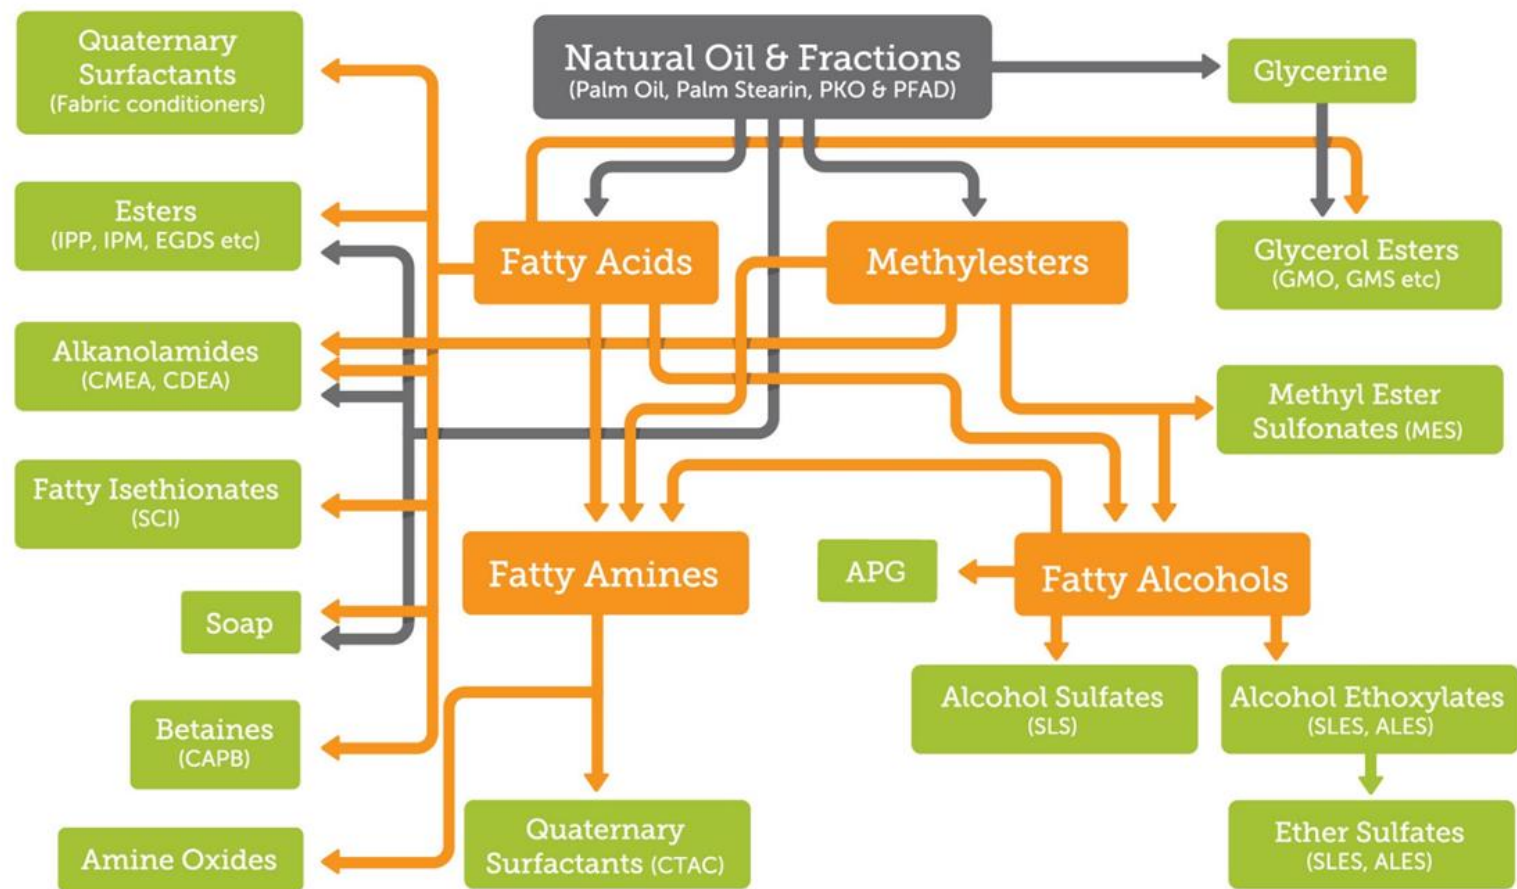 Quaternary
Surfactants
(Fabric conditioners)
Natural Oil & Fractions
(Palm Oil, Palm Stearin, PKO & PFAD)
Glycerine
Esters
(IPP, IPM, EGDS etc)
Fatty Acids
Methylesters
Glycerol Esters
(GMO, GMS etc)
Alkanolamides
(CMEA, CDEA)
Methyl Ester
Sulfonates (MES)
Fatty Isethionates
(SCI)
Fatty Amines
APG
Fatty Alcohols
Soap
Alcohol Sulfates
(SLS)
Alcohol Ethoxylates
(SLES, ALES)
Betaines
(CAPB)
Amine Oxides
Quaternary
Surfactants (CTAC)
Ether Sulfates
(SLES, ALES)